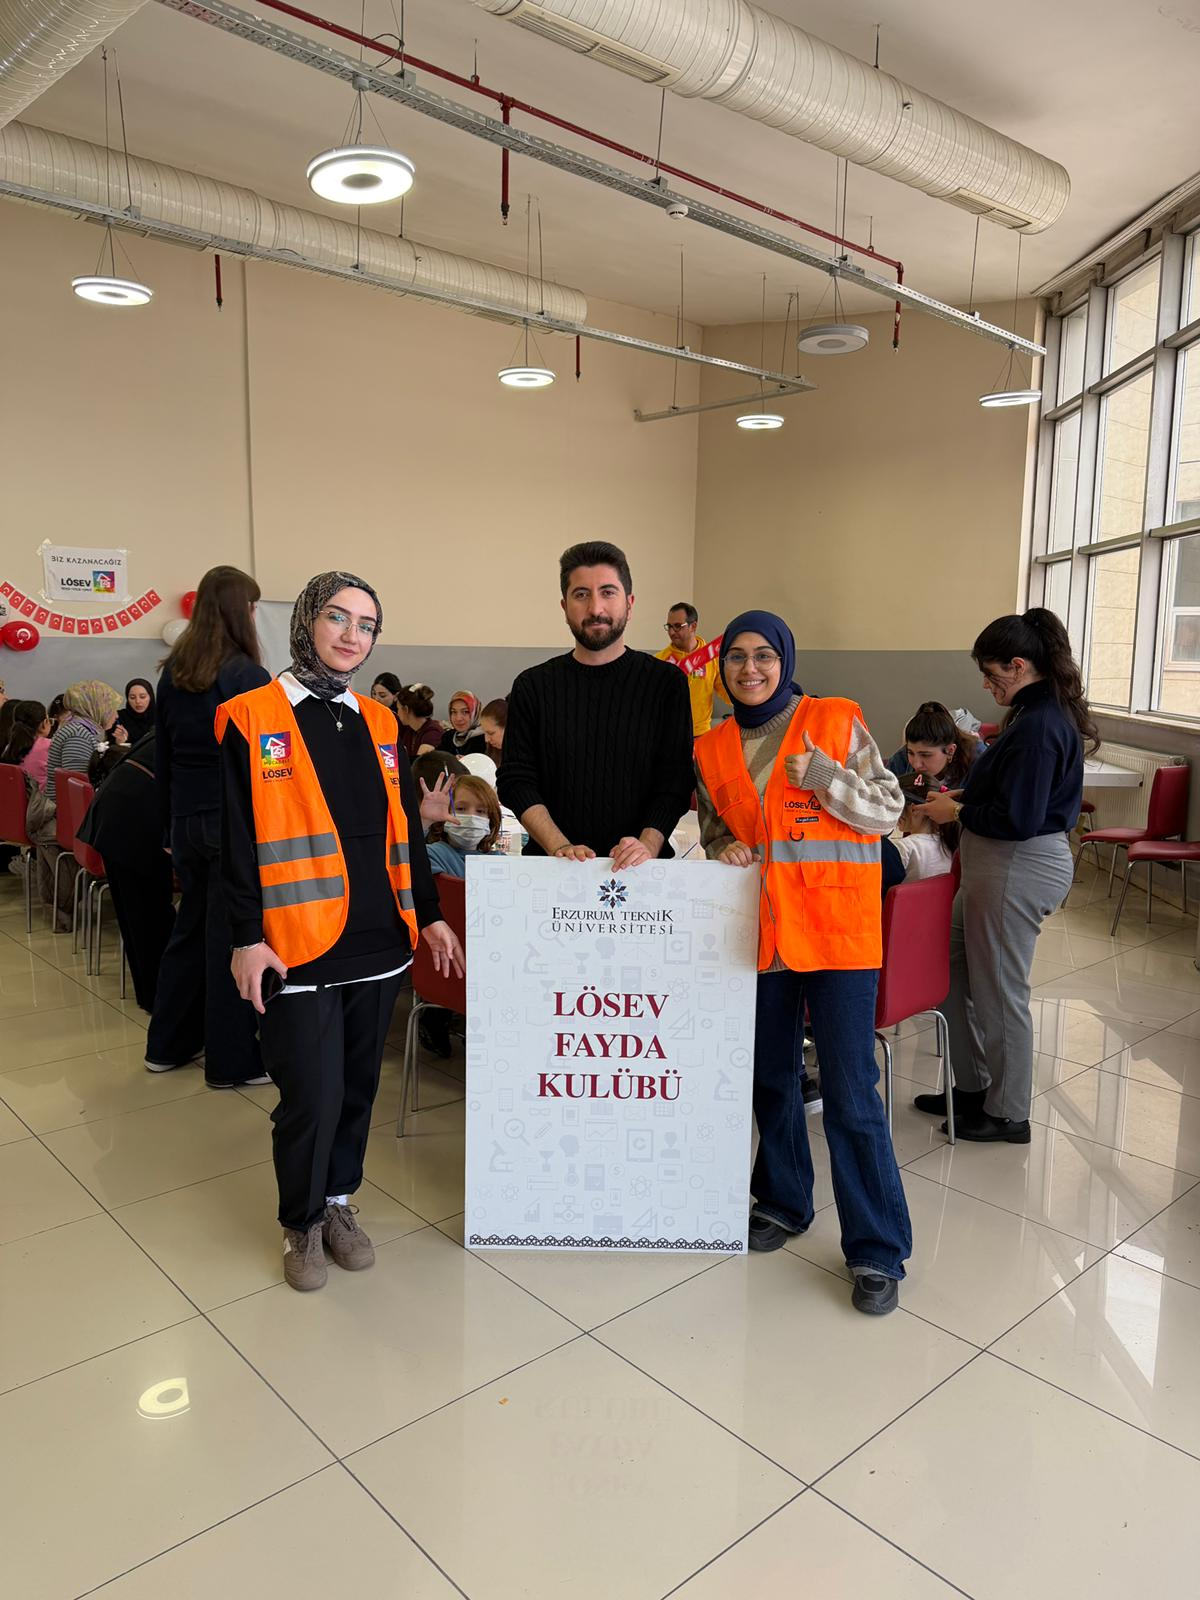 BİZ KAZANACAĞIZ
LÖSEV
LÖSEV
LÖSEV
ERZURUM TEKNİK
ÜNİVERSİTESİ
LÖSEV
FAYDA
KULÜBÜ